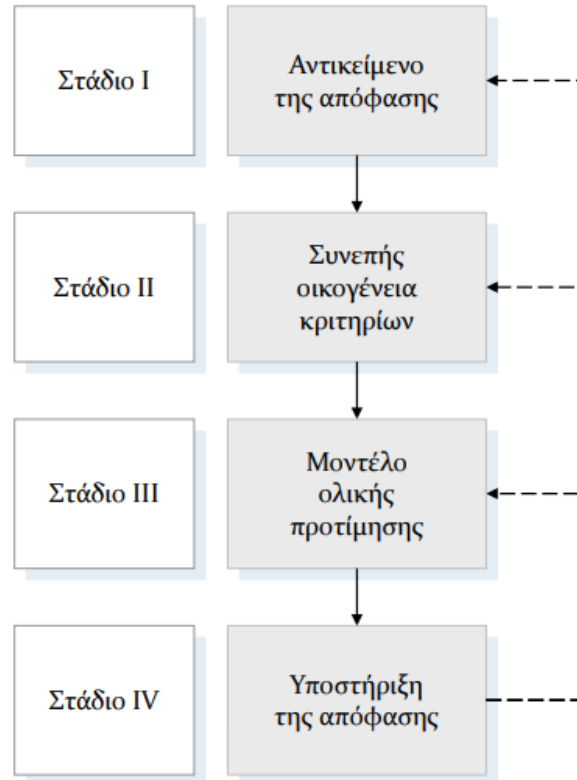 Στάδιο I
Αντικείμενο
της απόφασης
Στάδιο II
Συνεπής
οικογένεια
κριτηρίων
Στάδιο III
Μοντέλο
ολικής
προτίμησης
Στάδιο IV
Υποστήριξη
της απόφασης